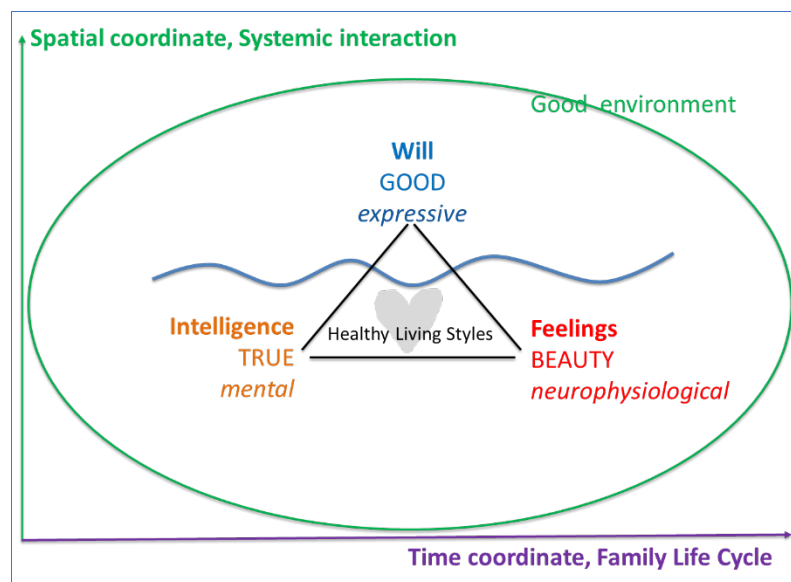 Spatial coordinate, Systemic interaction
Good environment
Will
GOOD
expressive
Intelligence
TRUE
mental
Healthy Living Styles
Feelings
BEAUTY
neurophysiological
Time coordinate, Family Life Cycle